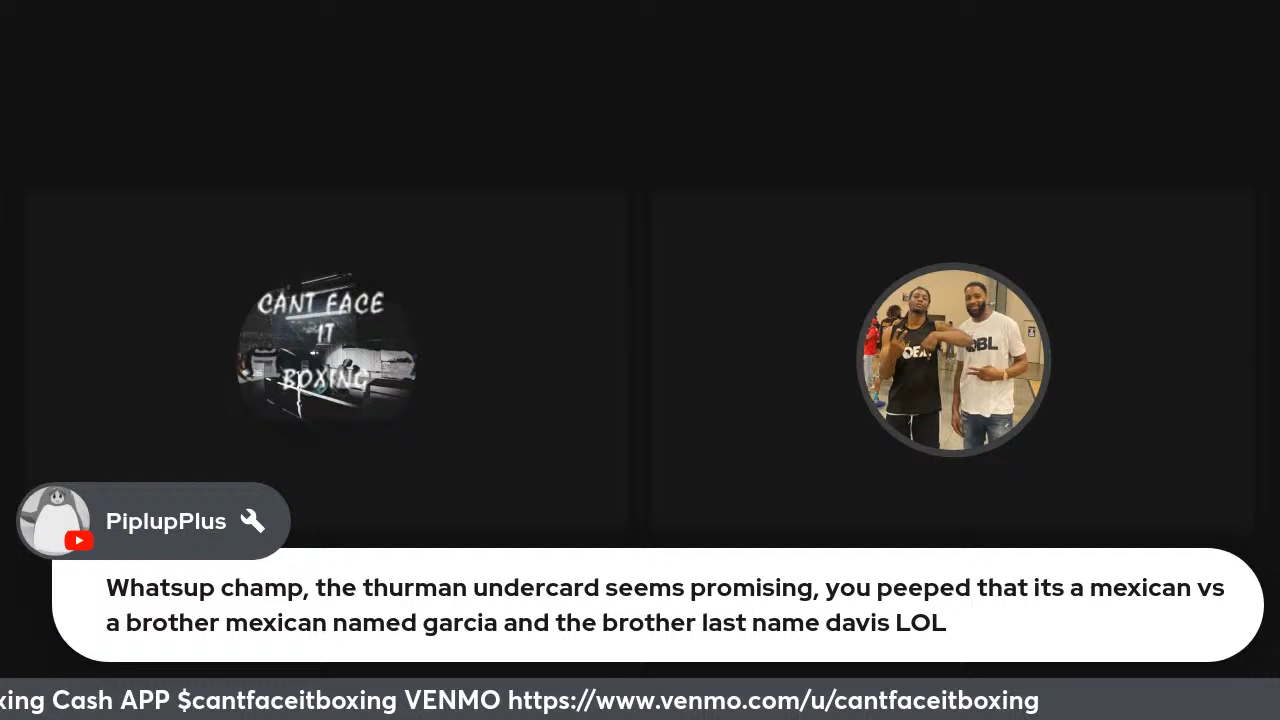 CANT FACE
IT
BOXING
PiplupPlus
Whatsup champ, the thurman undercard seems promising, you peeped that its a mexican vs
a brother mexican named garcia and the brother last name davis LOL
xing Cash APP $cantfaceitboxing VENMO https://www.venmo.com/u/cantfaceitboxing